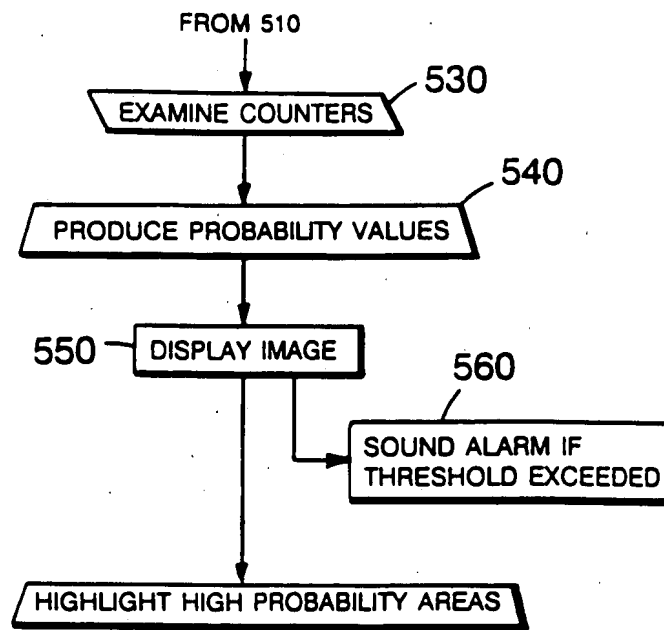 FROM 510
530
EXAMINE COUNTERS
540
PRODUCE PROBABILITY VALUES
550
DISPLAY IMAGE
560
SOUND ALARM IF
THRESHOLD EXCEEDED
HIGHLIGHT HIGH PROBABILITY AREAS